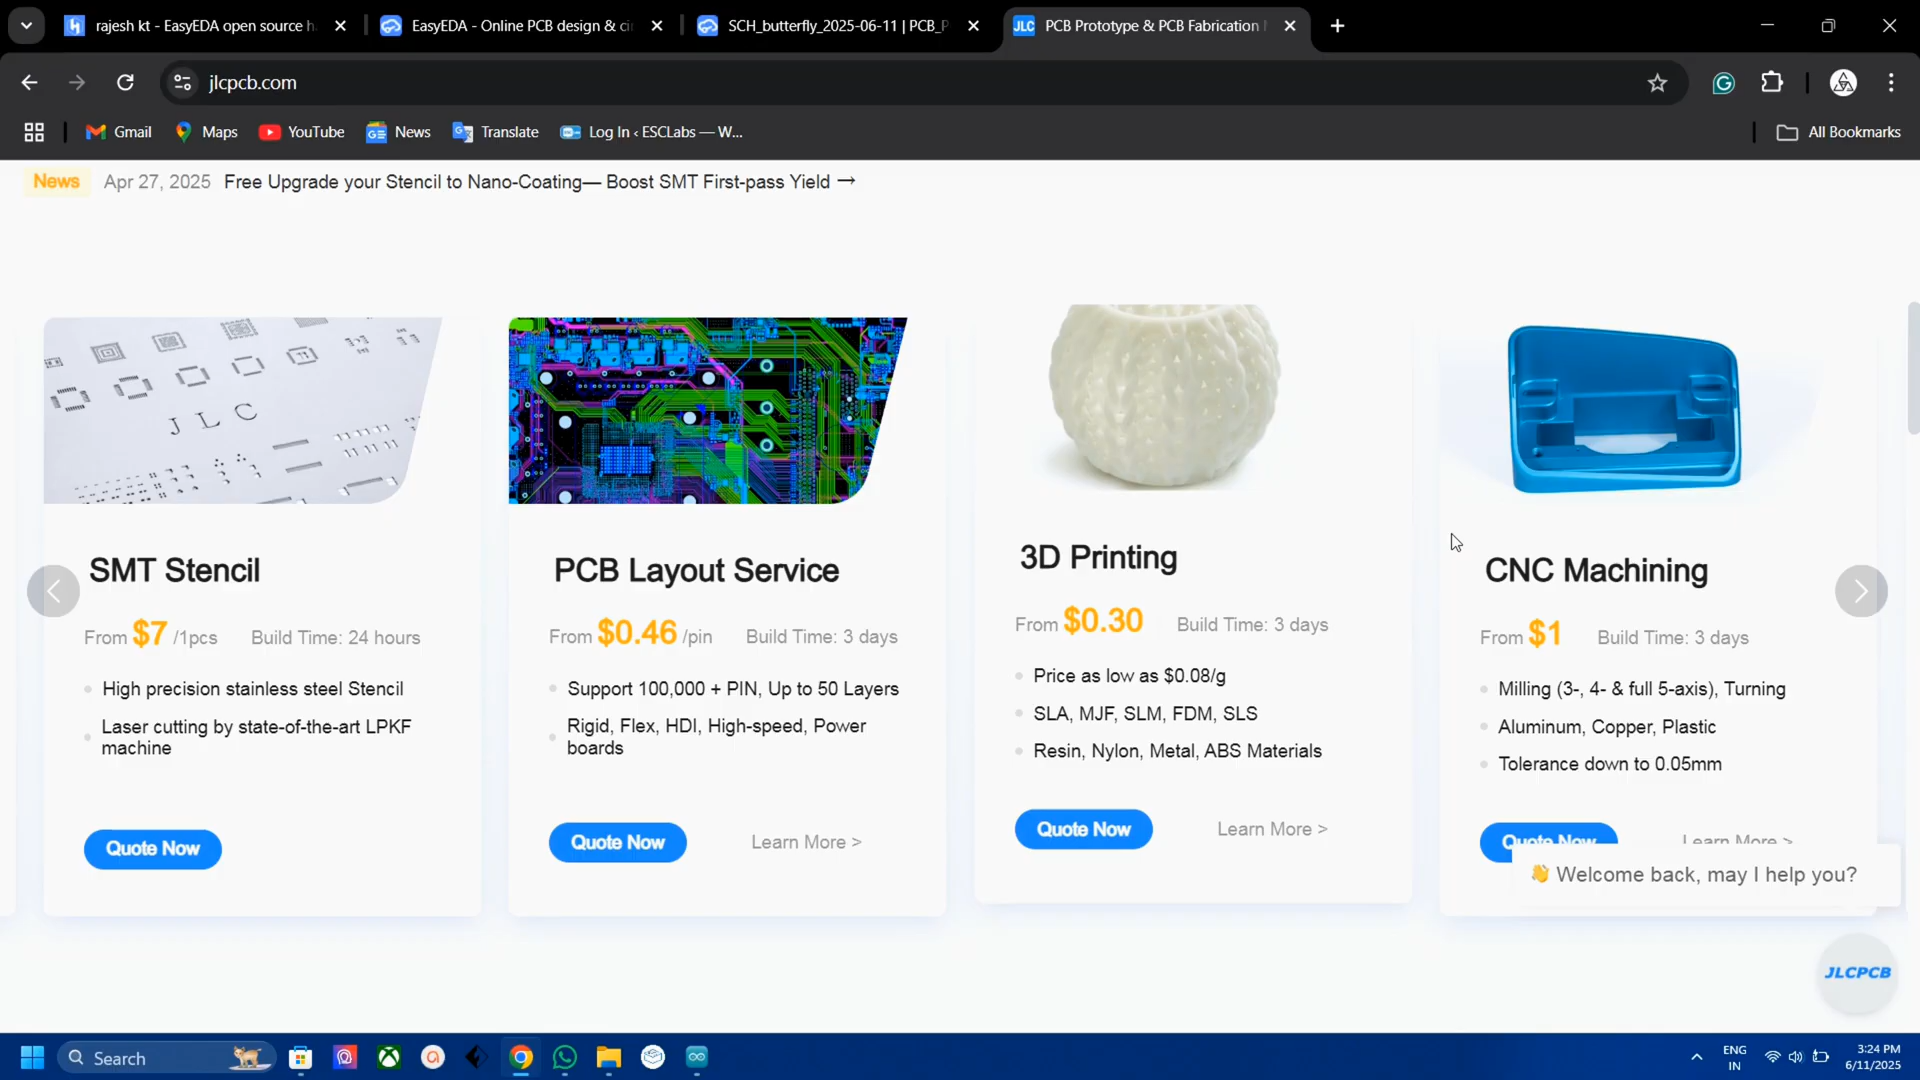 rajesh kt - EasyEDA open source h
EasyEDA - Online PCB design & ci
SCH_butterfly_2025-06-11 | PCB_P
JLC
PCB Prototype & PCB Fabrication
jlcpcb.com
Gmail
Maps
YouTube
News
Translate
Log In ‹ ESCLabs — W...
All Bookmarks
News
Apr 27, 2025
Free Upgrade your Stencil to Nano-Coating— Boost SMT First-pass Yield →
J L C
SMT Stencil
From $7 /1pcs
Build Time: 24 hours
High precision stainless steel Stencil
Laser cutting by state-of-the-art LPKF
machine
Quote Now
PCB Layout Service
From $0.46 /pin
Build Time: 3 days
Support 100,000 + PIN, Up to 50 Layers
Rigid, Flex, HDI, High-speed, Power
boards
Quote Now
Learn More >
3D Printing
From $0.30
Build Time: 3 days
Price as low as $0.08/g
SLA, MJF, SLM, FDM, SLS
Resin, Nylon, Metal, ABS Materials
Quote Now
Learn More >
CNC Machining
From $1
Build Time: 3 days
Milling (3-, 4- & full 5-axis), Turning
Aluminum, Copper, Plastic
Tolerance down to 0.05mm
Quote Now
Learn More >
👋 Welcome back, may I help you?
JLCPCB
Search
ENG
IN
3:24 PM
6/11/2025